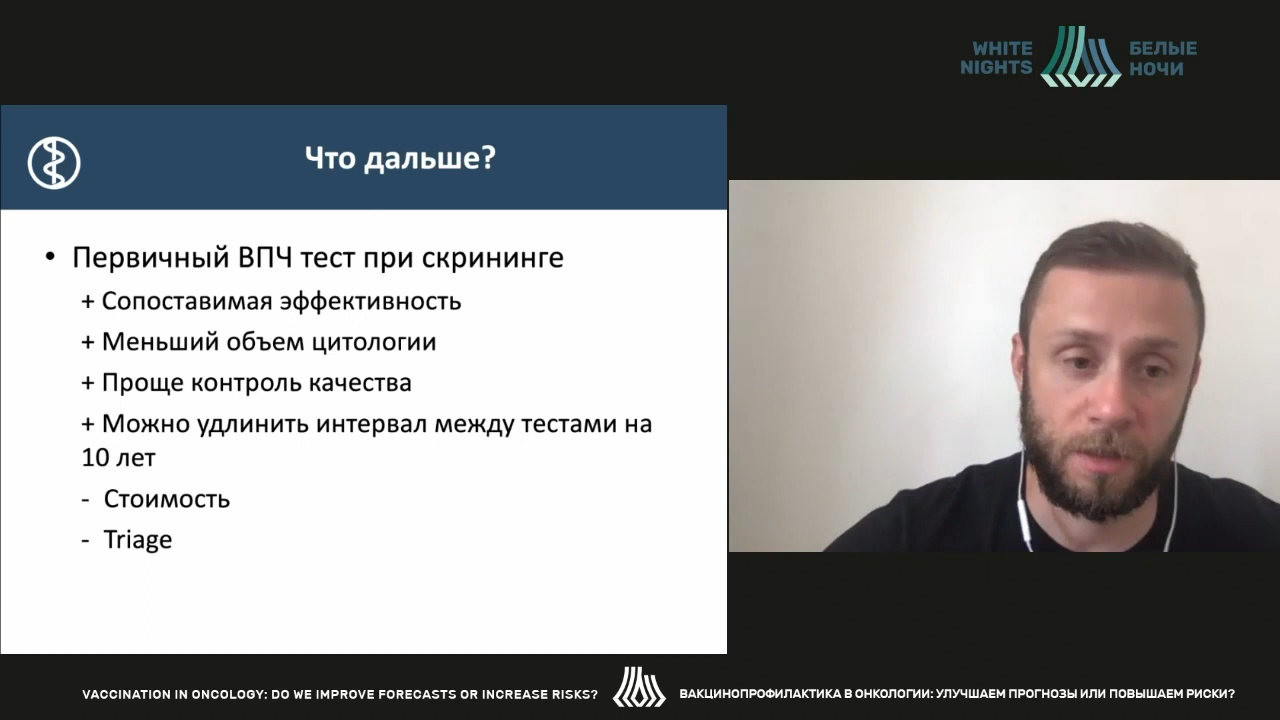 WHITE
NIGHTS
БЕЛЫЕ
НОЧИ
Что дальше?
• Первичный ВПЧ тест при скрининге
+ Сопоставимая эффективность
+ Меньший объем цитологии
+ Проще контроль качества
+ Можно удлинить интервал между тестами на
10 лет
- Стоимость
- Triage
VACCINATION IN ONCOLOGY: DO WE IMPROVE FORECASTS OR INCREASE RISKS?
ВАКЦИНОПРОФИЛАКТИКА В ОНКОЛОГИИ: УЛУЧШАЕМ ПРОГНОЗЫ ИЛИ ПОВЫШАЕМ РИСКИ?